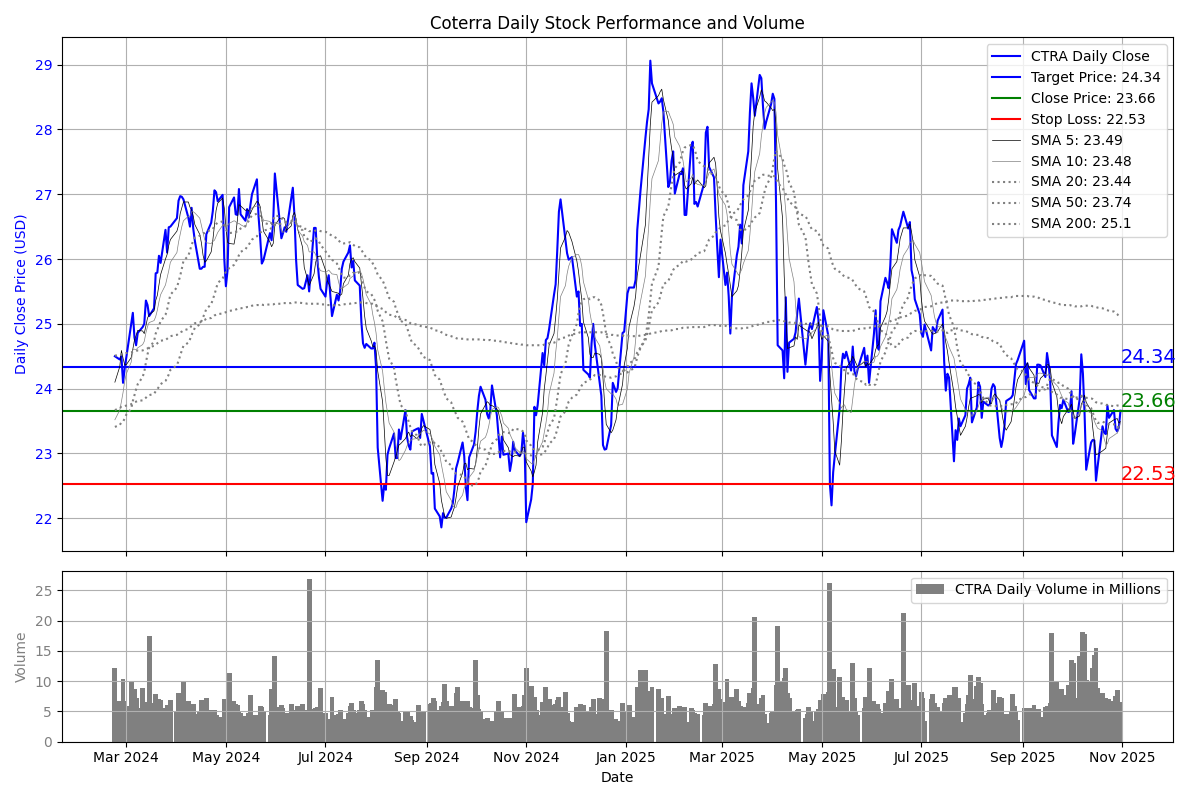 Coterra Daily Stock Performance and Volume
Daily Close Price (USD)
29
28
27
26
25
24
23
22
CTRA Daily Close
Target Price: 24.34
Close Price: 23.66
Stop Loss: 22.53
SMA 5: 23.49
SMA 10: 23.48
SMA 20: 23.44
SMA 50: 23.74
SMA 200: 25.1
24.34
23.66
22.53
Volume
25
20
15
10
5
0
CTRA Daily Volume in Millions
Mar 2024 May 2024 Jul 2024 Sep 2024 Nov 2024 Jan 2025 Mar 2025 May 2025 Jul 2025 Sep 2025 Nov 2025
Date